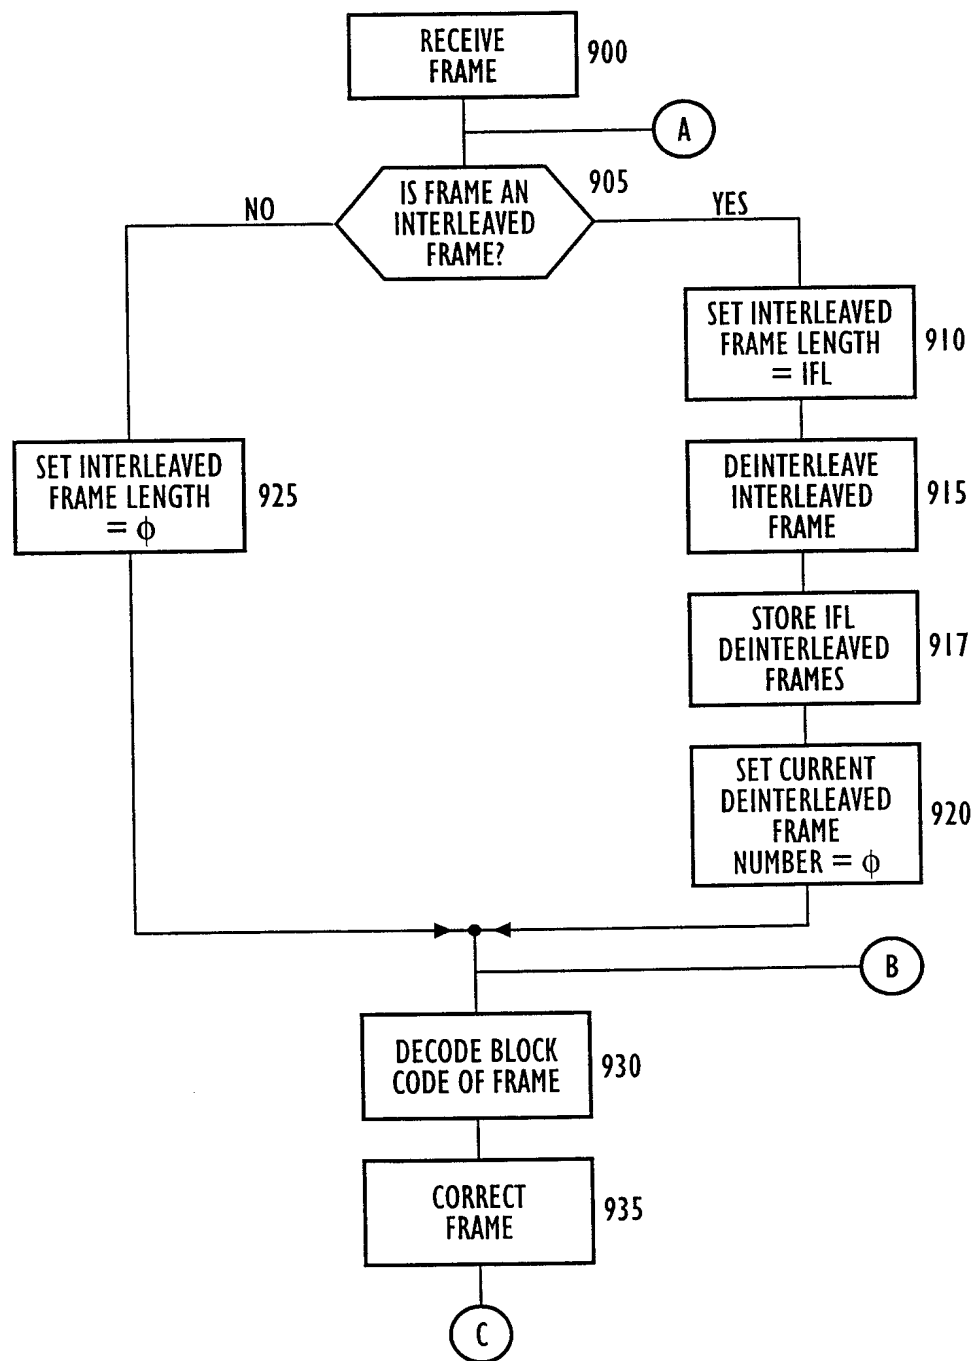 RECEIVE
FRAME
900
A
IS FRAME AN
INTERLEAVED
FRAME?
905
NO
YES
SET INTERLEAVED
FRAME LENGTH
= IFL
910
DEINTERLEAVE
INTERLEAVED
FRAME
915
SET INTERLEAVED
FRAME LENGTH
= ϕ
925
STORE IFL
DEINTERLEAVED
FRAMES
917
SET CURRENT
DEINTERLEAVED
FRAME
NUMBER = ϕ
920
B
DECODE BLOCK
CODE OF FRAME
930
CORRECT
FRAME
935
C